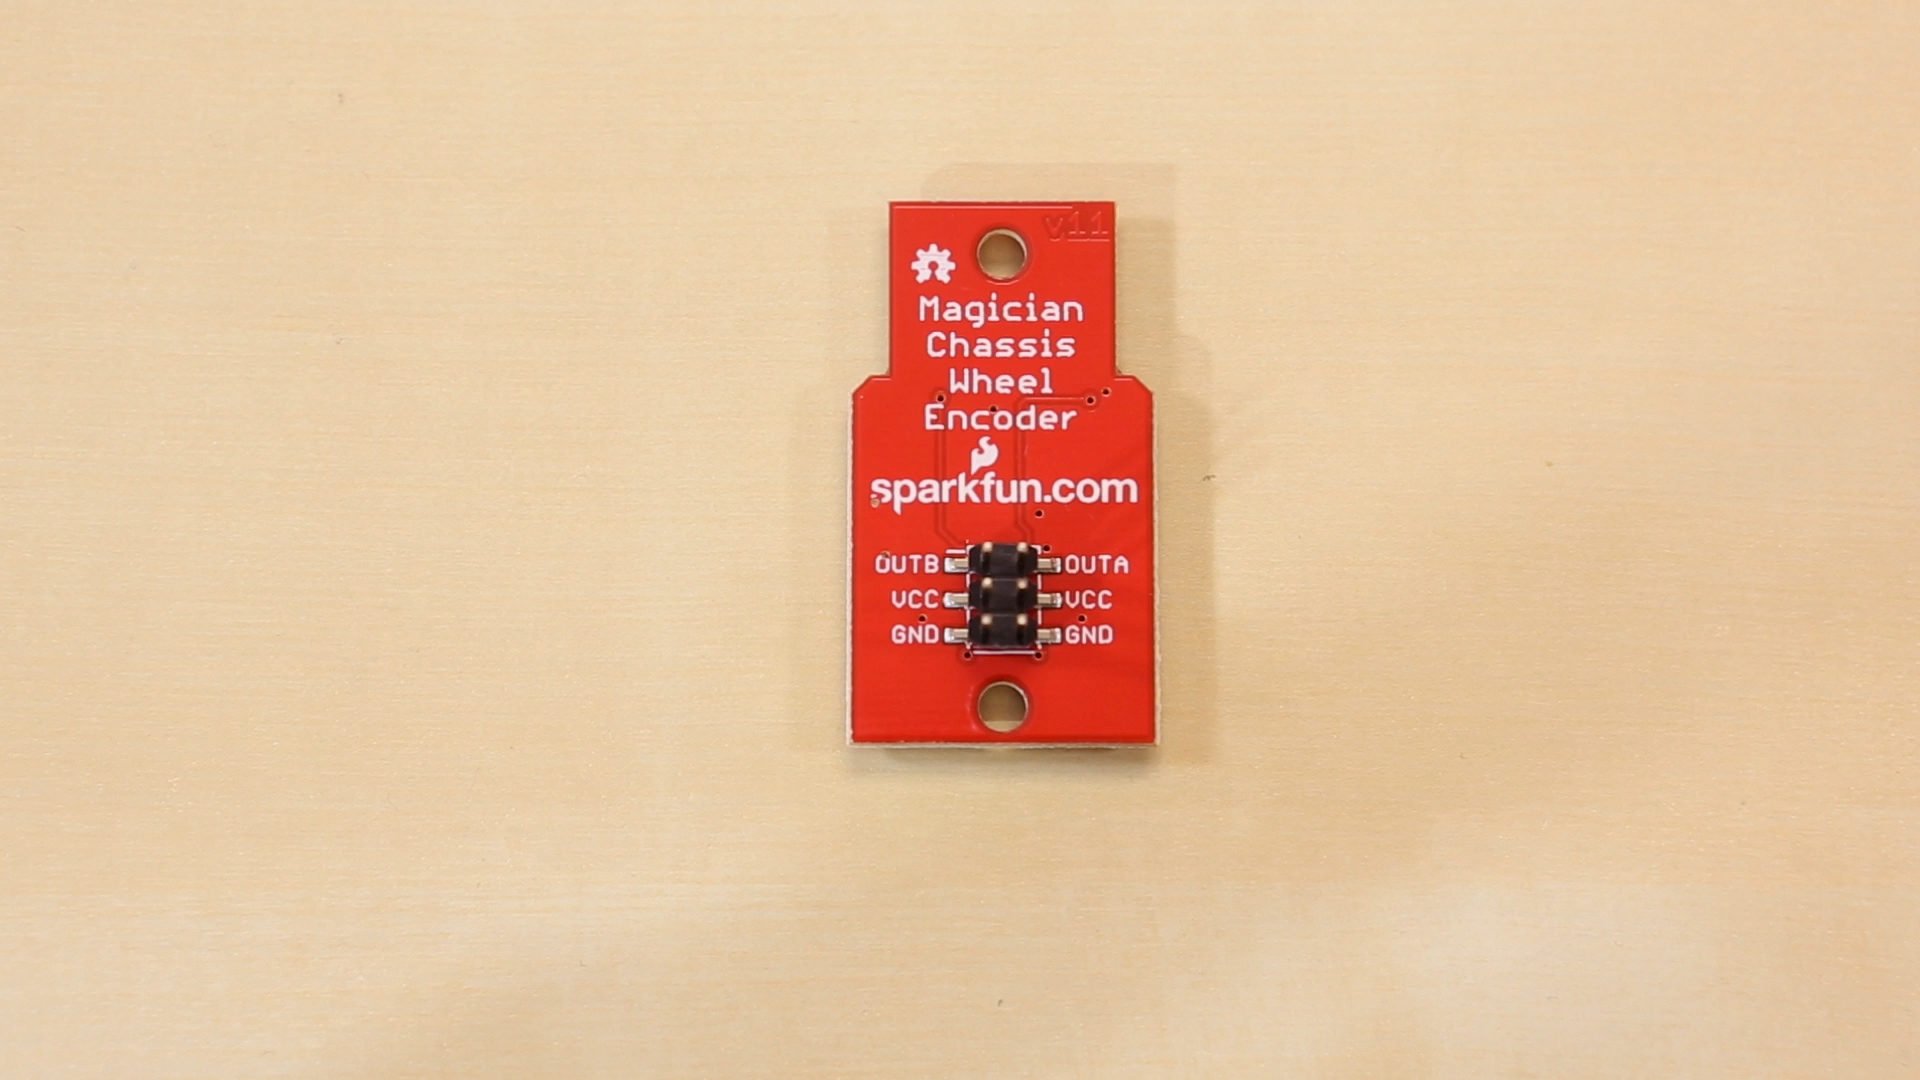 v11
Magician
Chassis
Wheel
Encoder
sparkfun.com
OUTB OUTA
VCC VCC
GND GND